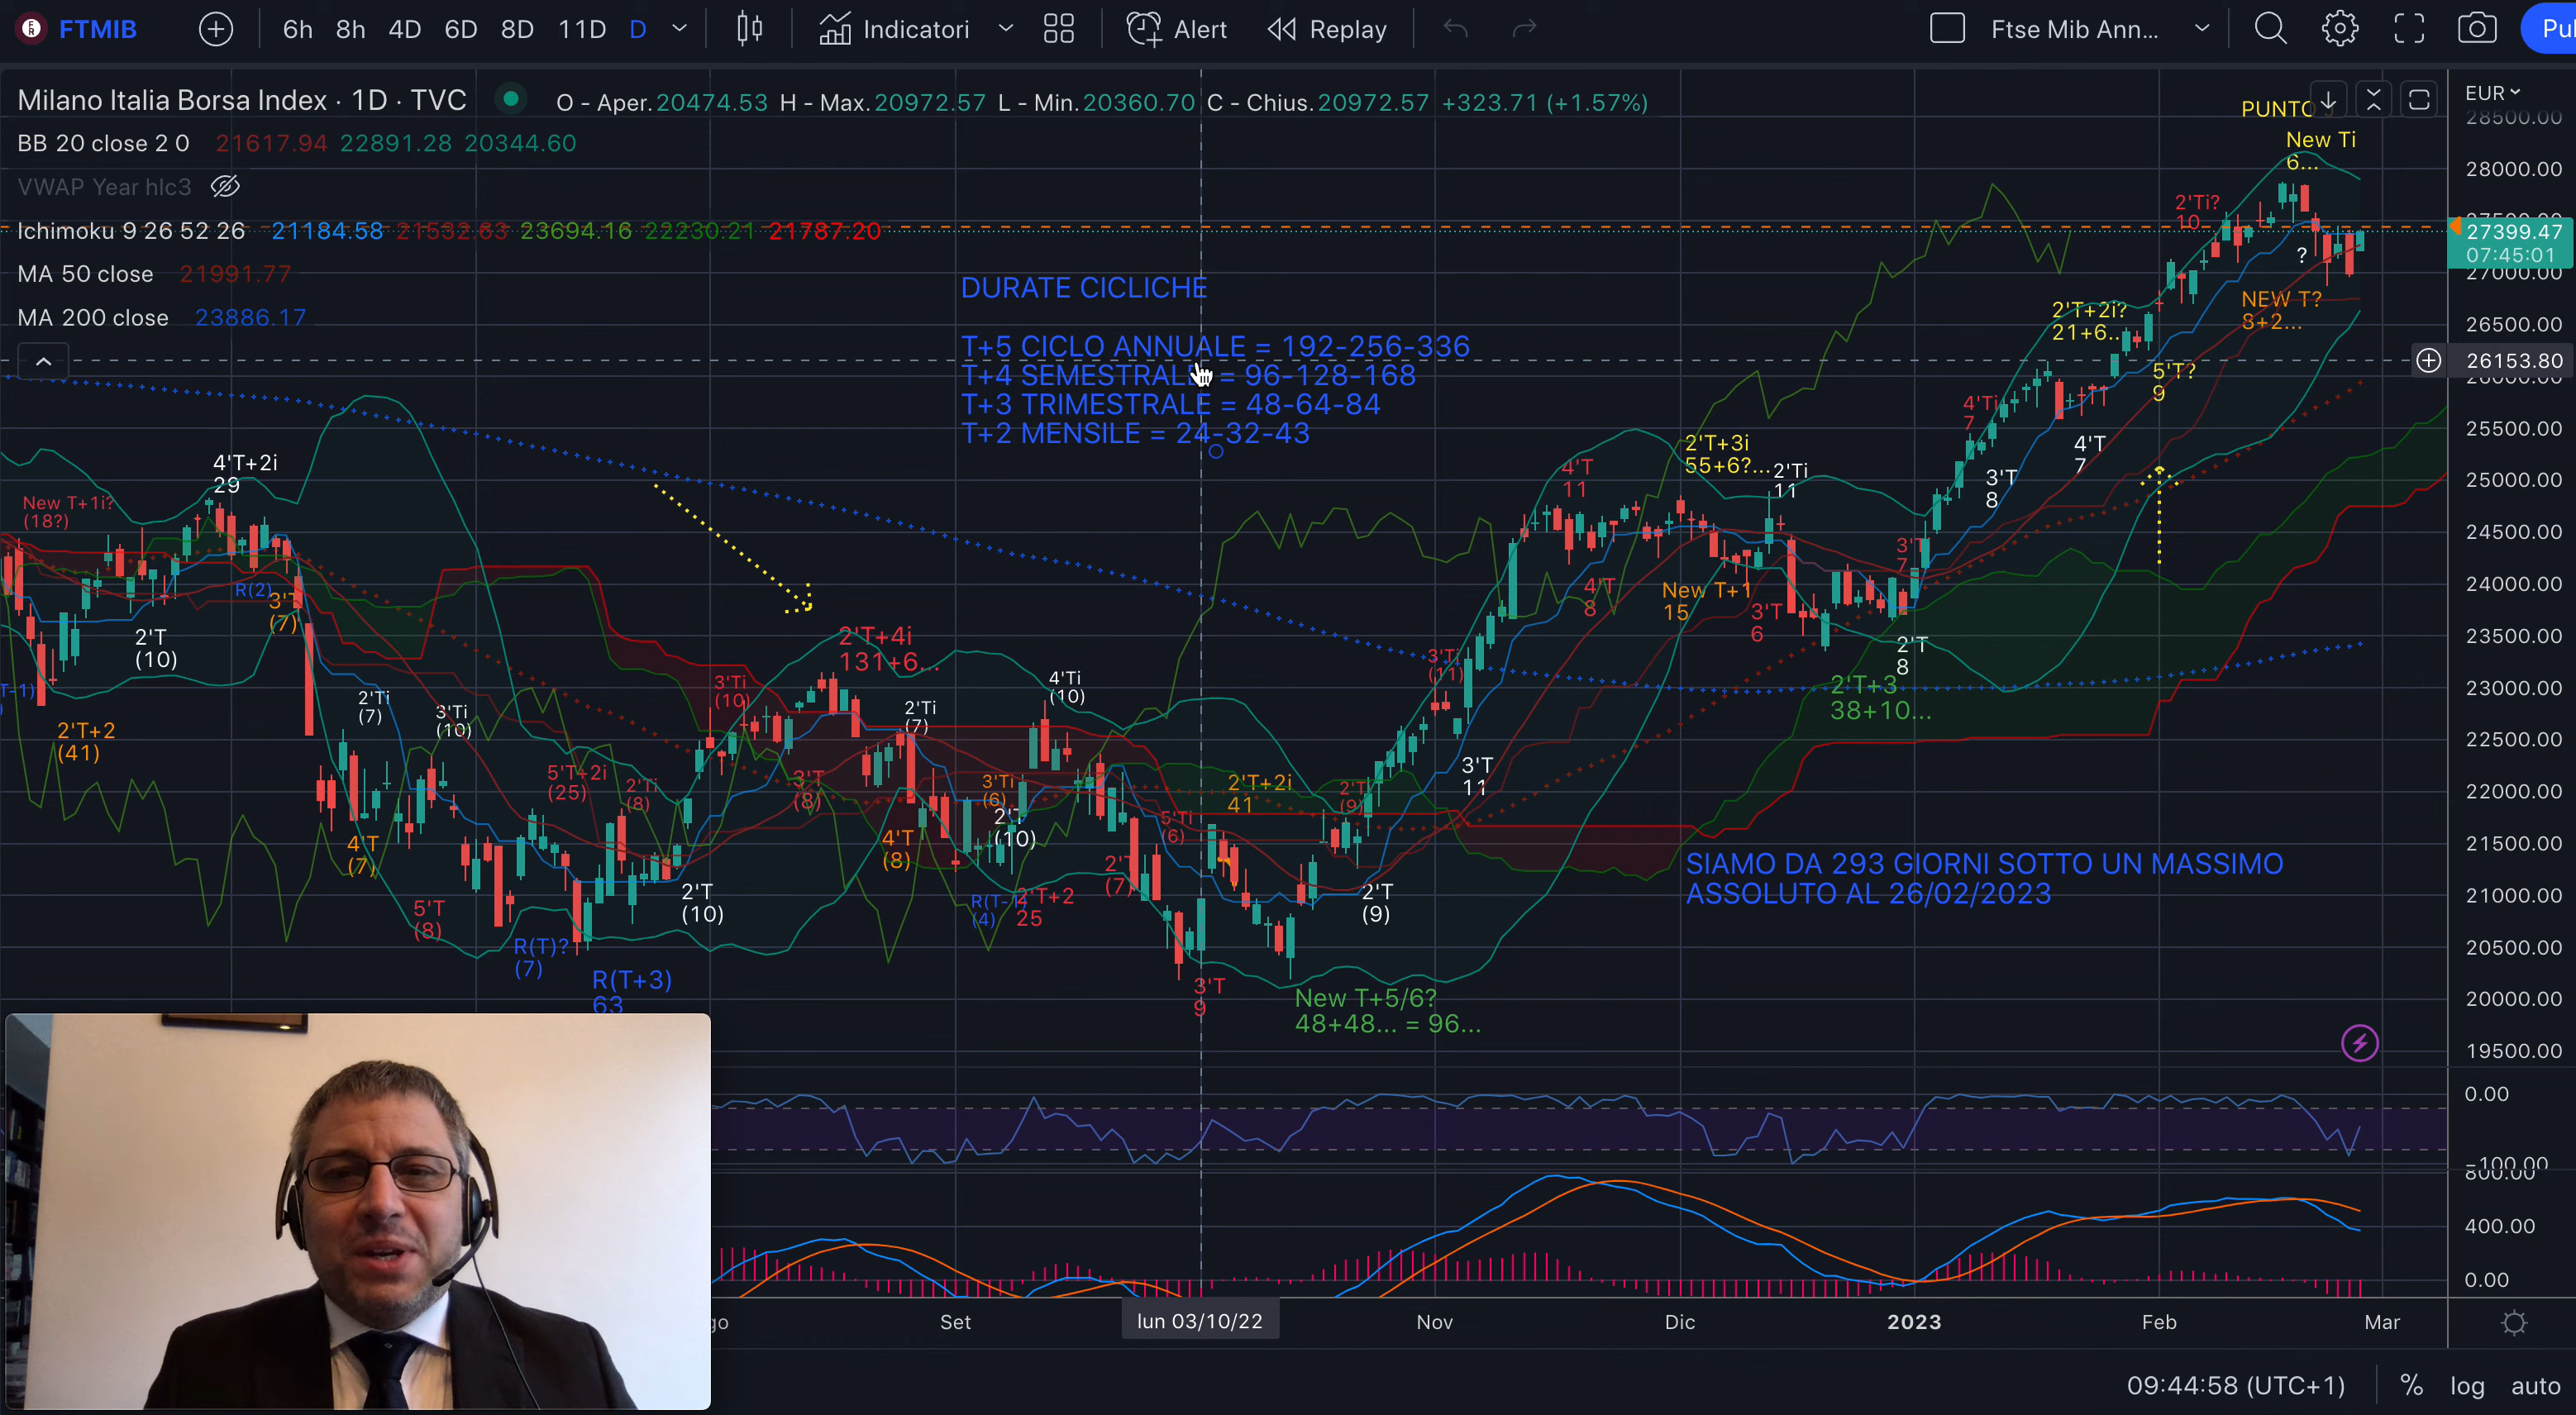 FTMIB 6h 8h 4D 6D 8D 11D D Indicatori Alert Replay Ftse Mib Ann...
Milano Italia Borsa Index · 1D · TVC O - Aper.20474.53 H - Max.20972.57 L - Min.20360.70 C - Chius.20972.57 +323.71 (+1.57%)
BB 20 close 2 0 21617.94 22891.28 20344.60
VWAP Year hlc3
Ichimoku 9 26 52 26 21184.58 21532.63 23694.16 22230.21 21787.20
MA 50 close 21991.77
MA 200 close 23886.17
DURATE CICLICHE
T+5 CICLO ANNUALE = 192-256-336
T+4 SEMESTRALE = 96-128-168
T+3 TRIMESTRALE = 48-64-84
T+2 MENSILE = 24-32-43
New T+1i?
(18?)
4'T+2i
29
2'T
(10)
R(2)
3'T
(7)
2'T+2
(41)
2'Ti
(7)
3'Ti
(10)
4'T
(7)
5'T
(8)
5'T+2i
(25)
2'Ti
(8)
R(T)?
(7)
R(T+3)
63
2'T
(10)
3'Ti
(10)
3'T
(8)
2'T+4i
131+6...
2'Ti
(7)
4'T
(8)
3'Ti
(6)
2'T
(10)
4'Ti
(10)
(4)
2'T+2
25
(7)
5'Ti
(6)
3'T
9
2'T+2i
41
New T+5/6?
48+48... = 96...
2'T
(9)
2'T
(9)
3'Ti
(11)
3'T
11
4'T
11
4'T
8
2'T+3i
55+6?...
2'Ti
11
New T+1
15
3'T
6
3'T
7
2'T
8
2'T+3
38+10...
4'Ti
7
3'T
8
4'T
7
2'T+2i?
21+6..
5'T?
9
2'Ti?
10
PUNTO
New Ti
6...
?
NEW T?
8+2...
SIAMO DA 293 GIORNI SOTTO UN MASSIMO
ASSOLUTO AL 26/02/2023
EUR
28500.00
28000.00
27500.00
27399.47
07:45:01
27000.00
26500.00
26153.80
26000.00
25500.00
25000.00
24500.00
24000.00
23500.00
23000.00
22500.00
22000.00
21500.00
21000.00
20500.00
20000.00
19500.00
0.00
-100.00
800.00
400.00
0.00
Set lun 03/10/22 Nov Dic 2023 Feb Mar
09:44:58 (UTC+1) % log auto